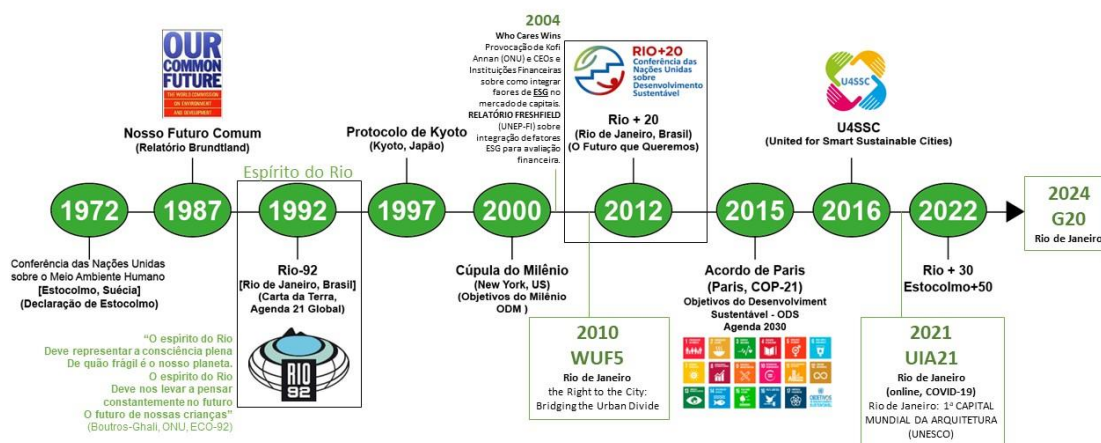 OUR
COMMON
FUTURE
THE WORLD COMMISSION
ON ENVIRONMENT
AND DEVELOPMENT
Nosso Futuro Comum
(Relatório Brundtland)
Espírito do Rio
Protocolo de Kyoto
(Kyoto, Japão)
2004
Who Cares Wins
Provocação de Kofi
Annan (ONU) e CEOs e
Instituições Financeiras
sobre como integrar
faores de ESG no
mercado de capitais.
RELATÓRIO FRESHFIELD
(UNEP-FI) sobre
integração de fatores
ESG para avaliação
financeira.
RIO+20
Conferência das
Nações Unidas
sobre
Desenvolvimento
Sustentável
Rio + 20
(Rio de Janeiro, Brasil)
(O Futuro que Queremos)
U4SSC
U4SSC
(United for Smart Sustainable Cities)
1972
1987
1992
1997
2000
2012
2015
2016
2022
2024
G20
Rio de Janeiro
Conferência das Nações Unidas
sobre o Meio Ambiente Humano
[Estocolmo, Suécia]
(Declaração de Estocolmo)
“O espírito do Rio
Deve representar a consciência plena
De quão frágil é o nosso planeta.
O espírito do Rio
Deve nos levar a pensar
constantemente no futuro
O futuro de nossas crianças”
(Boutros-Ghali, ONU, ECO-92)
Rio-92
[Rio de Janeiro, Brasil]
(Carta da Terra,
Agenda 21 Global)
RIO
92
Cúpula do Milênio
(New York, US)
(Objetivos do Milênio
ODM )
2010
WUF5
Rio de Janeiro
the Right to the City:
Bridging the Urban Divide
Acordo de Paris
(Paris, COP-21)
Objetivos do Desenvolviment
Sustentável - ODS
Agenda 2030
OBJETIVOS
Rio + 30
Estocolmo+50
2021
UIA21
Rio de Janeiro
(online, COVID-19)
Rio de Janeiro: 1ª CAPITAL
MUNDIAL DA ARQUITETURA
(UNESCO)